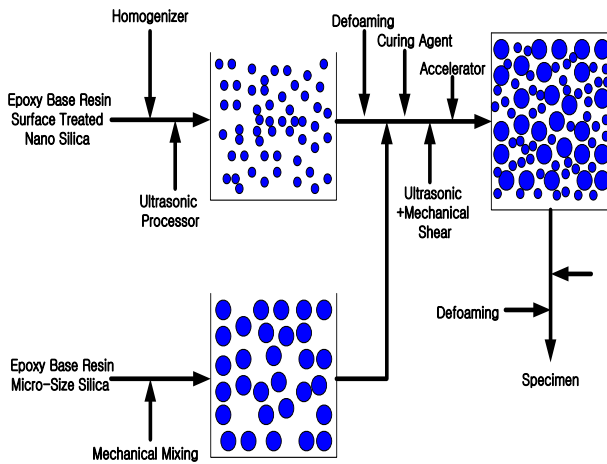 Homogenizer
Epoxy Base Resin
Surface Treated
Nano Silica
Ultrasonic
Processor
Defoaming
Curing Agent
Accelerator
Ultrasonic
+Mechanical
Shear
Epoxy Base Resin
Micro-Size Silica
Mechanical Mixing
Defoaming
Specimen